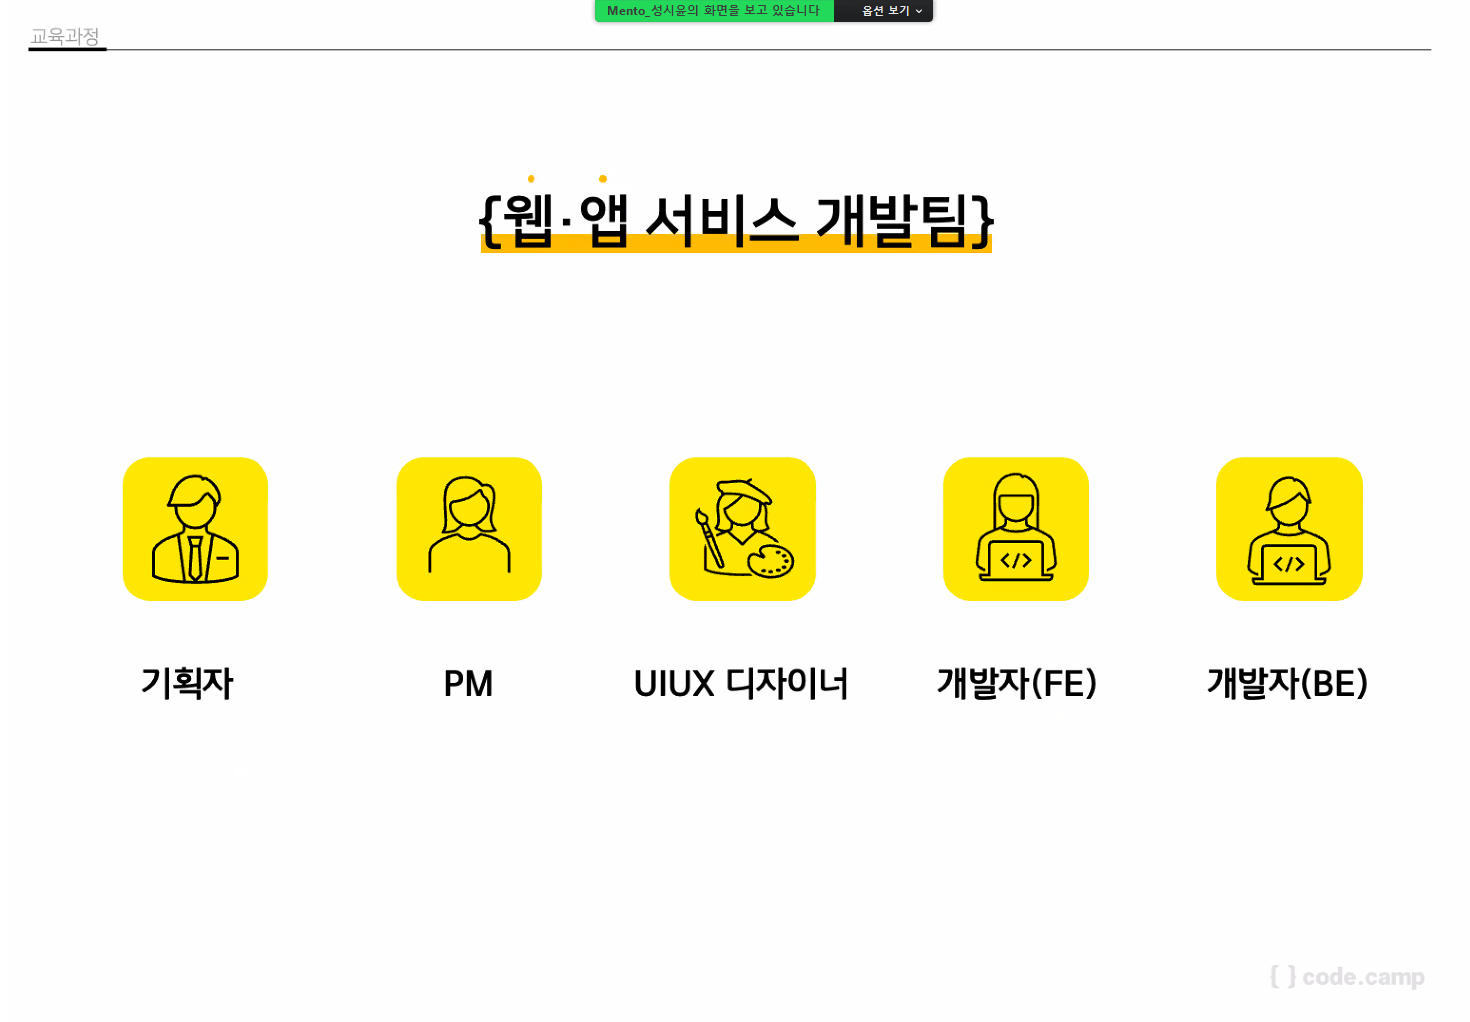 Mento_성시윤의 화면을 보고 있습니다 옵션 보기
교육과정
{웹·앱 서비스 개발팀}
</>
</>
기획자 PM UIUX 디자이너 개발자(FE) 개발자(BE)
{ } code.camp